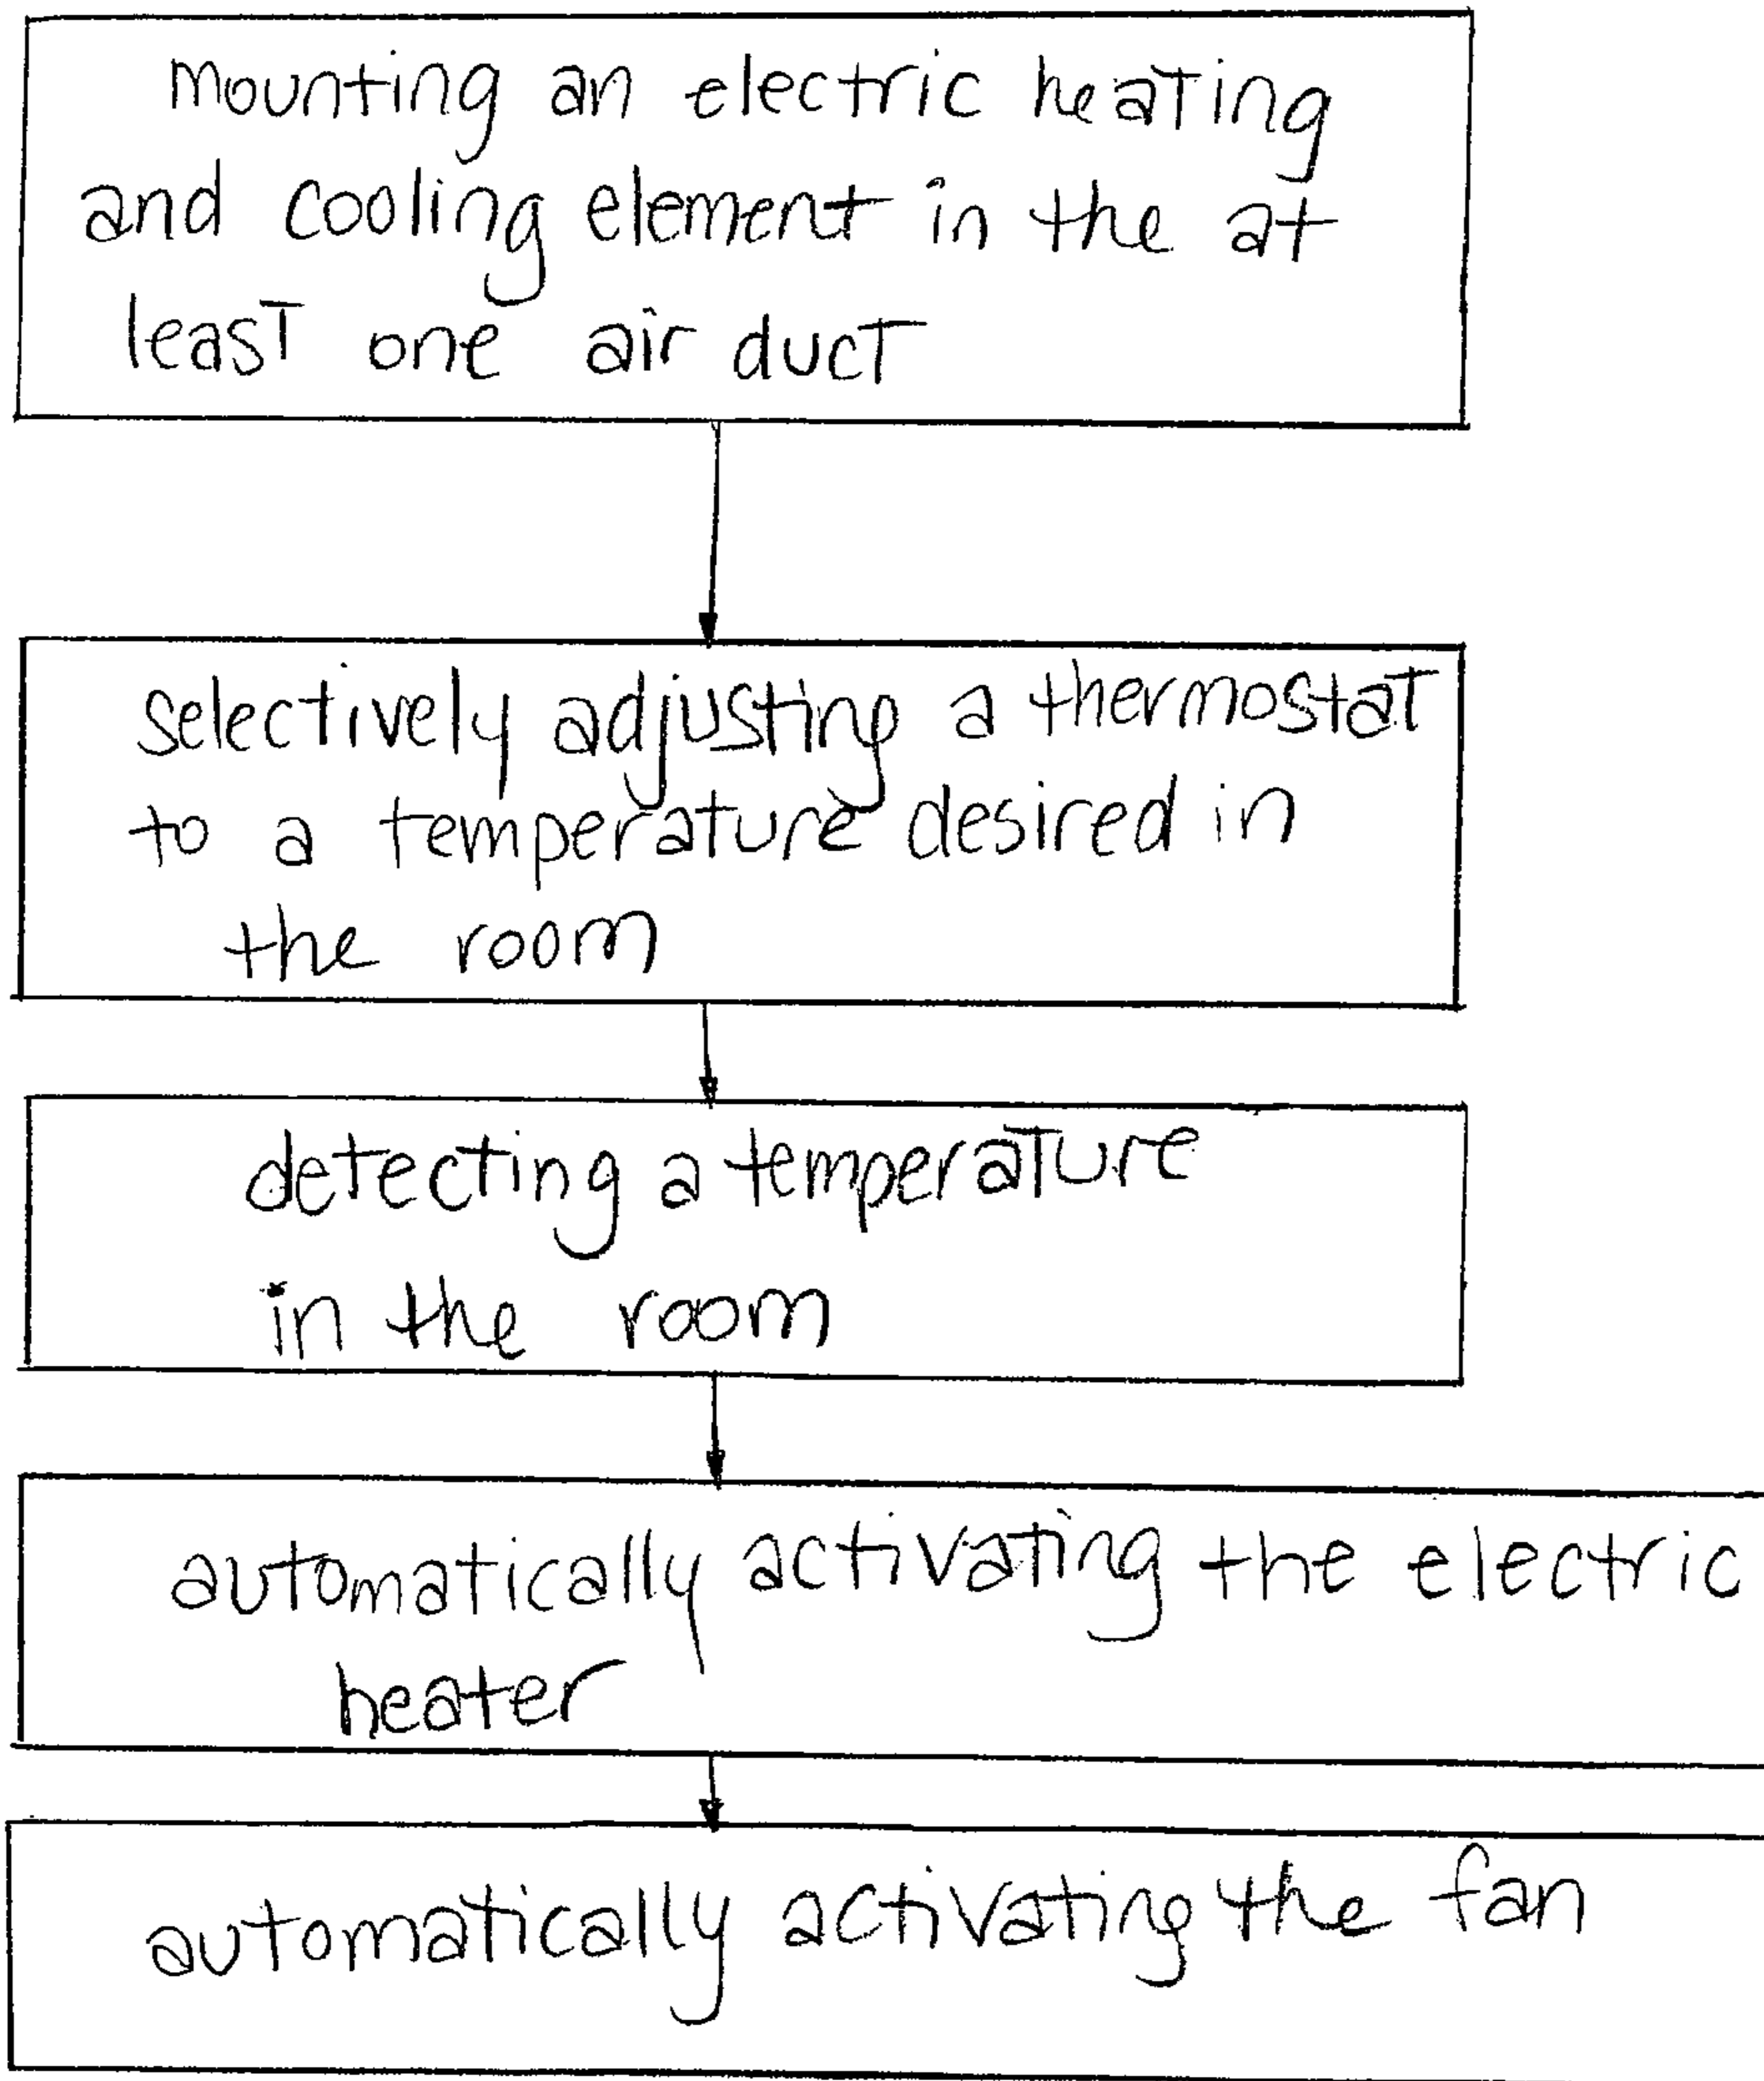 mounting an electric heating
and cooling element in the at
least one air duct
selectively adjusting a thermostat
to a temperature desired in
the room
detecting a temperature
in the room
automatically activating the electric
heater
automatically activating the fan